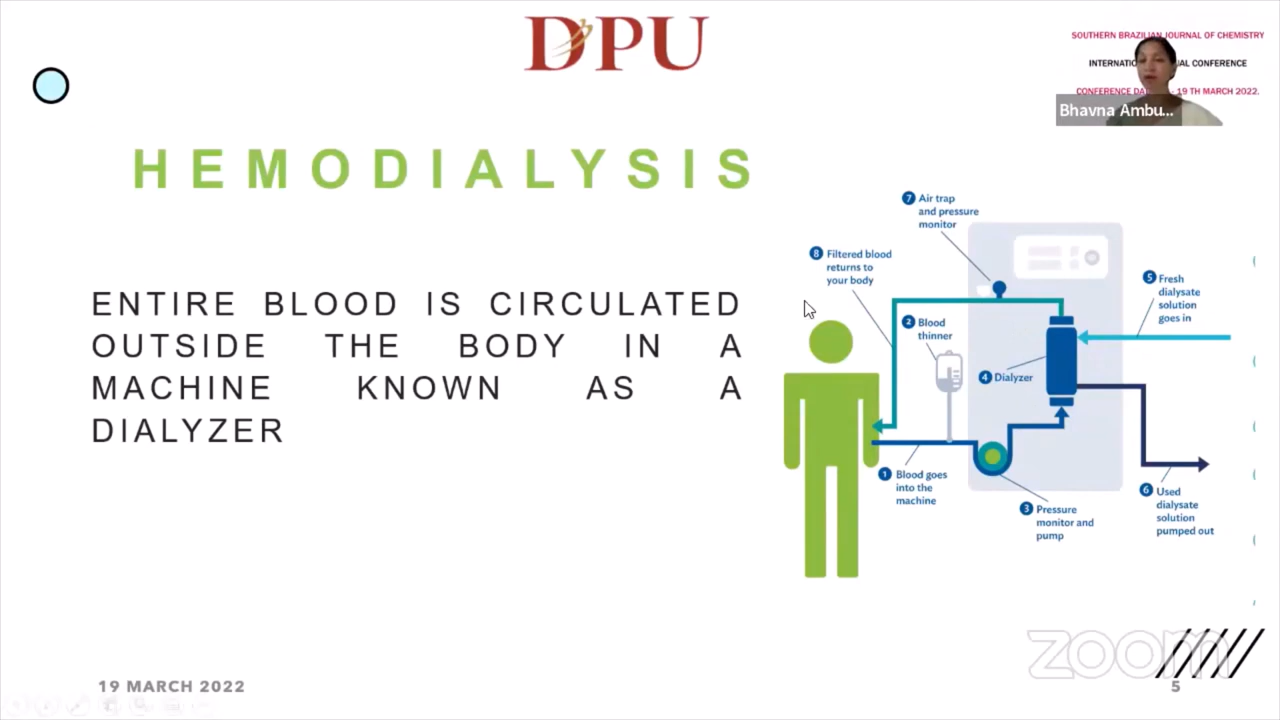 DPU
SOUTHERN BRAZILIAN JOURNAL OF CHEMISTRY
CONFERENCE
CONFERENCE 19 TH MARCH 2022.
Bhavna Ambu...
HEMODIALYSIS
ENTIRE BLOOD IS CIRCULATED
OUTSIDE THE BODY IN A
MACHINE KNOWN AS A
DIALYZER
7 Air trap
and pressure
monitor
8 Filtered blood
returns to
your body
2 Blood
thinner
5 Fresh
dialysate
solution
goes in
4 Dialyzer
1 Blood goes
into the
machine
3 Pressure
monitor and
pump
6 Used
dialysate
solution
pumped out
zoom
19 MARCH 2022
5